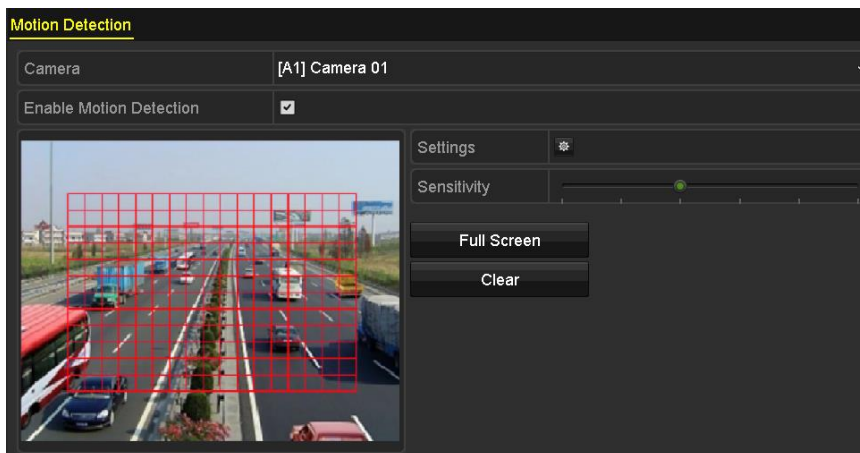 Motion Detection
Camera [A1] Camera 01
Enable Motion Detection
Settings
Sensitivity
Full Screen
Clear